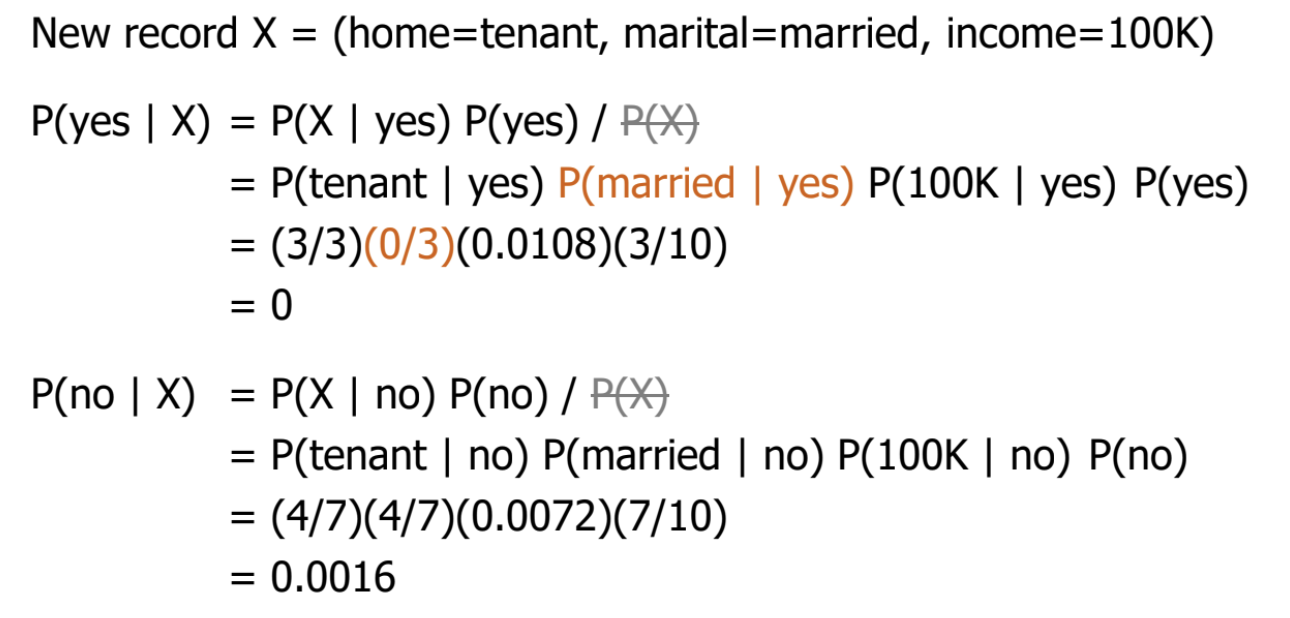 New record X = (home=tenant, marital=married, income=100K)
P(yes | X) = P(X | yes) P(yes) / P(X)
= P(tenant | yes) P(married | yes) P(100K | yes) P(yes)
= (3/3)(0/3)(0.0108)(3/10)
= 0
P(no | X) = P(X | no) P(no) / P(X)
= P(tenant | no) P(married | no) P(100K | no) P(no)
= (4/7)(4/7)(0.0072)(7/10)
= 0.0016